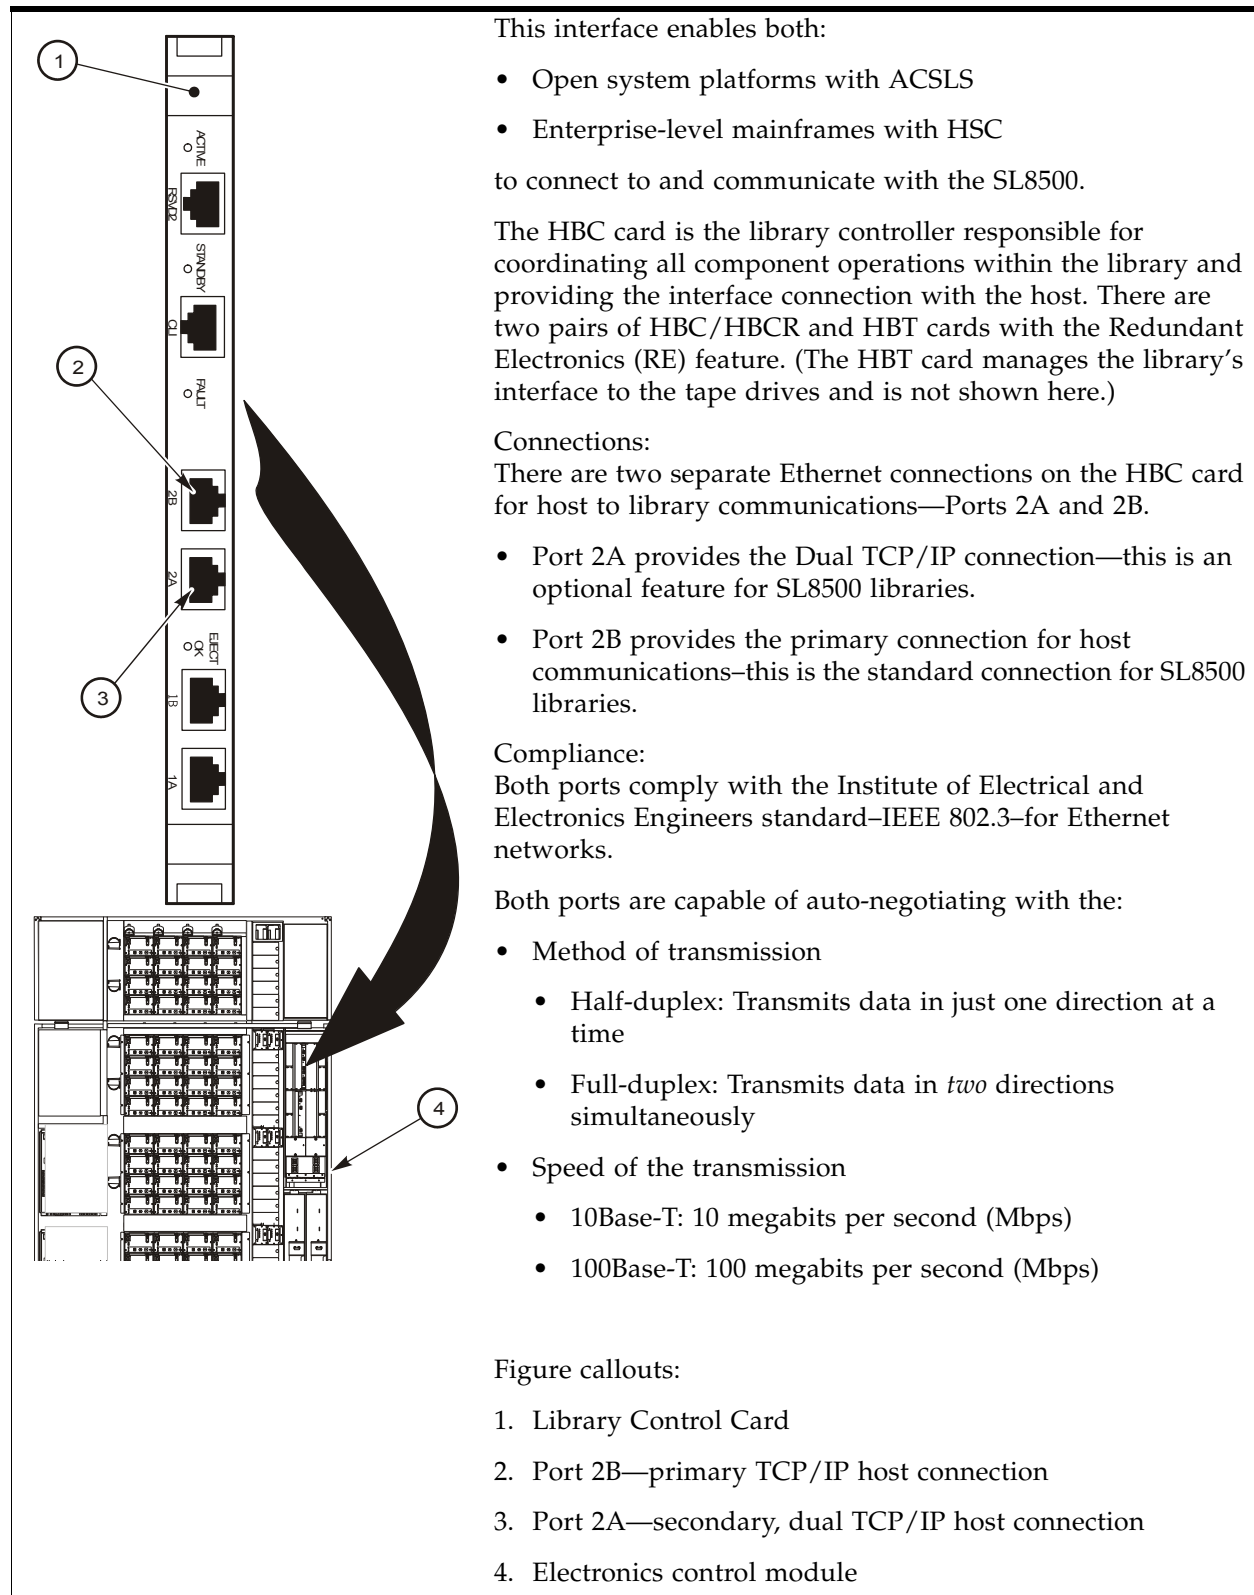 1
ACTIVE
RSVD2
STANDBY
CLI
2
FAULT
2B
2A
EJECT
OK
3
1B
1A
4
This interface enables both:
• Open system platforms with ACSLS
• Enterprise-level mainframes with HSC
to connect to and communicate with the SL8500.
The HBC card is the library controller responsible for
coordinating all component operations within the library and
providing the interface connection with the host. There are
two pairs of HBC/HBCR and HBT cards with the Redundant
Electronics (RE) feature. (The HBT card manages the library’s
interface to the tape drives and is not shown here.)
Connections:
There are two separate Ethernet connections on the HBC card
for host to library communications—Ports 2A and 2B.
• Port 2A provides the Dual TCP/IP connection—this is an
optional feature for SL8500 libraries.
• Port 2B provides the primary connection for host
communications–this is the standard connection for SL8500
libraries.
Compliance:
Both ports comply with the Institute of Electrical and
Electronics Engineers standard–IEEE 802.3–for Ethernet
networks.
Both ports are capable of auto-negotiating with the:
• Method of transmission
• Half-duplex: Transmits data in just one direction at a
time
• Full-duplex: Transmits data in two directions
simultaneously
• Speed of the transmission
• 10Base-T: 10 megabits per second (Mbps)
• 100Base-T: 100 megabits per second (Mbps)
Figure callouts:
1. Library Control Card
2. Port 2B—primary TCP/IP host connection
3. Port 2A—secondary, dual TCP/IP host connection
4. Electronics control module